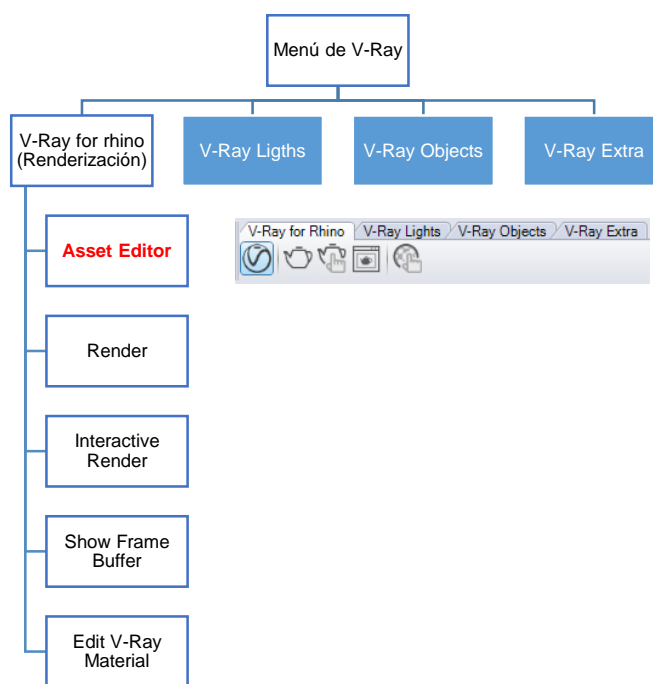 Menú de V-Ray
V-Ray for rhino
(Renderización)
V-Ray Ligths
V-Ray Objects
V-Ray Extra
Asset Editor
V-Ray for Rhino
V-Ray Lights
V-Ray Objects
V-Ray Extra
Render
Interactive
Render
Show Frame
Buffer
Edit V-Ray
Material